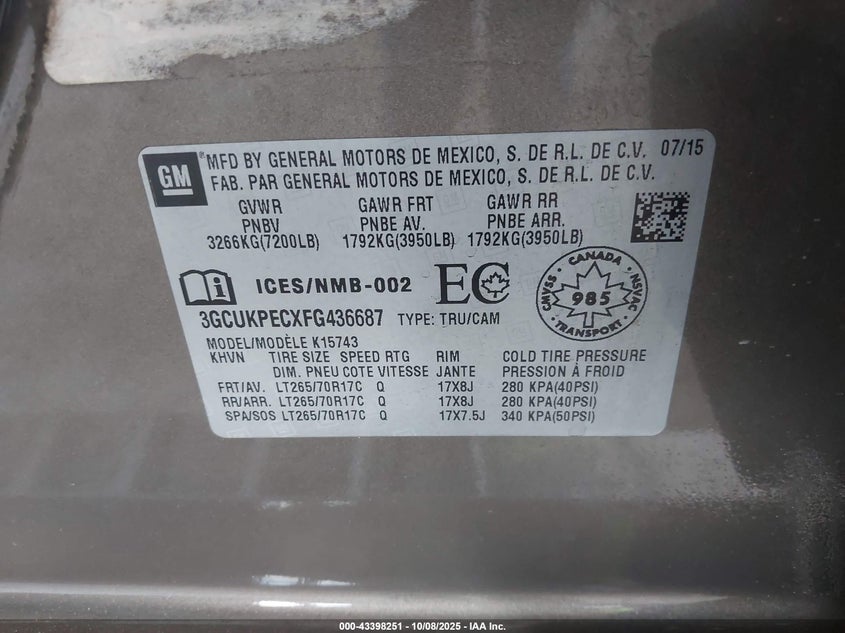 GM
®MFD BY GENERAL MOTORS DE MEXICO, S. DE R.L. DE C.V. 07/15
FAB. PAR GENERAL MOTORS DE MEXICO, S. DE R.L. DE C.V.
GVWR GAWR FRT GAWR RR
PNBV PNBE AV. PNBE ARR.
3266KG(7200LB) 1792KG(3950LB) 1792KG(3950LB)
ICES/NMB-002 EC
CANADA
CMVSS 985 NSVAC
TRANSPORT
3GCUKPECXFG436687 TYPE: TRU/CAM
MODEL/MODÈLE K15743
KHVN TIRE SIZE SPEED RTG RIM COLD TIRE PRESSURE
DIM. PNEU COTE VITESSE JANTE PRESSION À FROID
FRT/AV. LT265/70R17C Q 17X8J 280 KPA(40PSI)
RR/ARR. LT265/70R17C Q 17X8J 280 KPA(40PSI)
SPA/SOS LT265/70R17C Q 17X7.5J 340 KPA(50PSI)
000-43398251 - 10/08/2025 - IAA Inc.